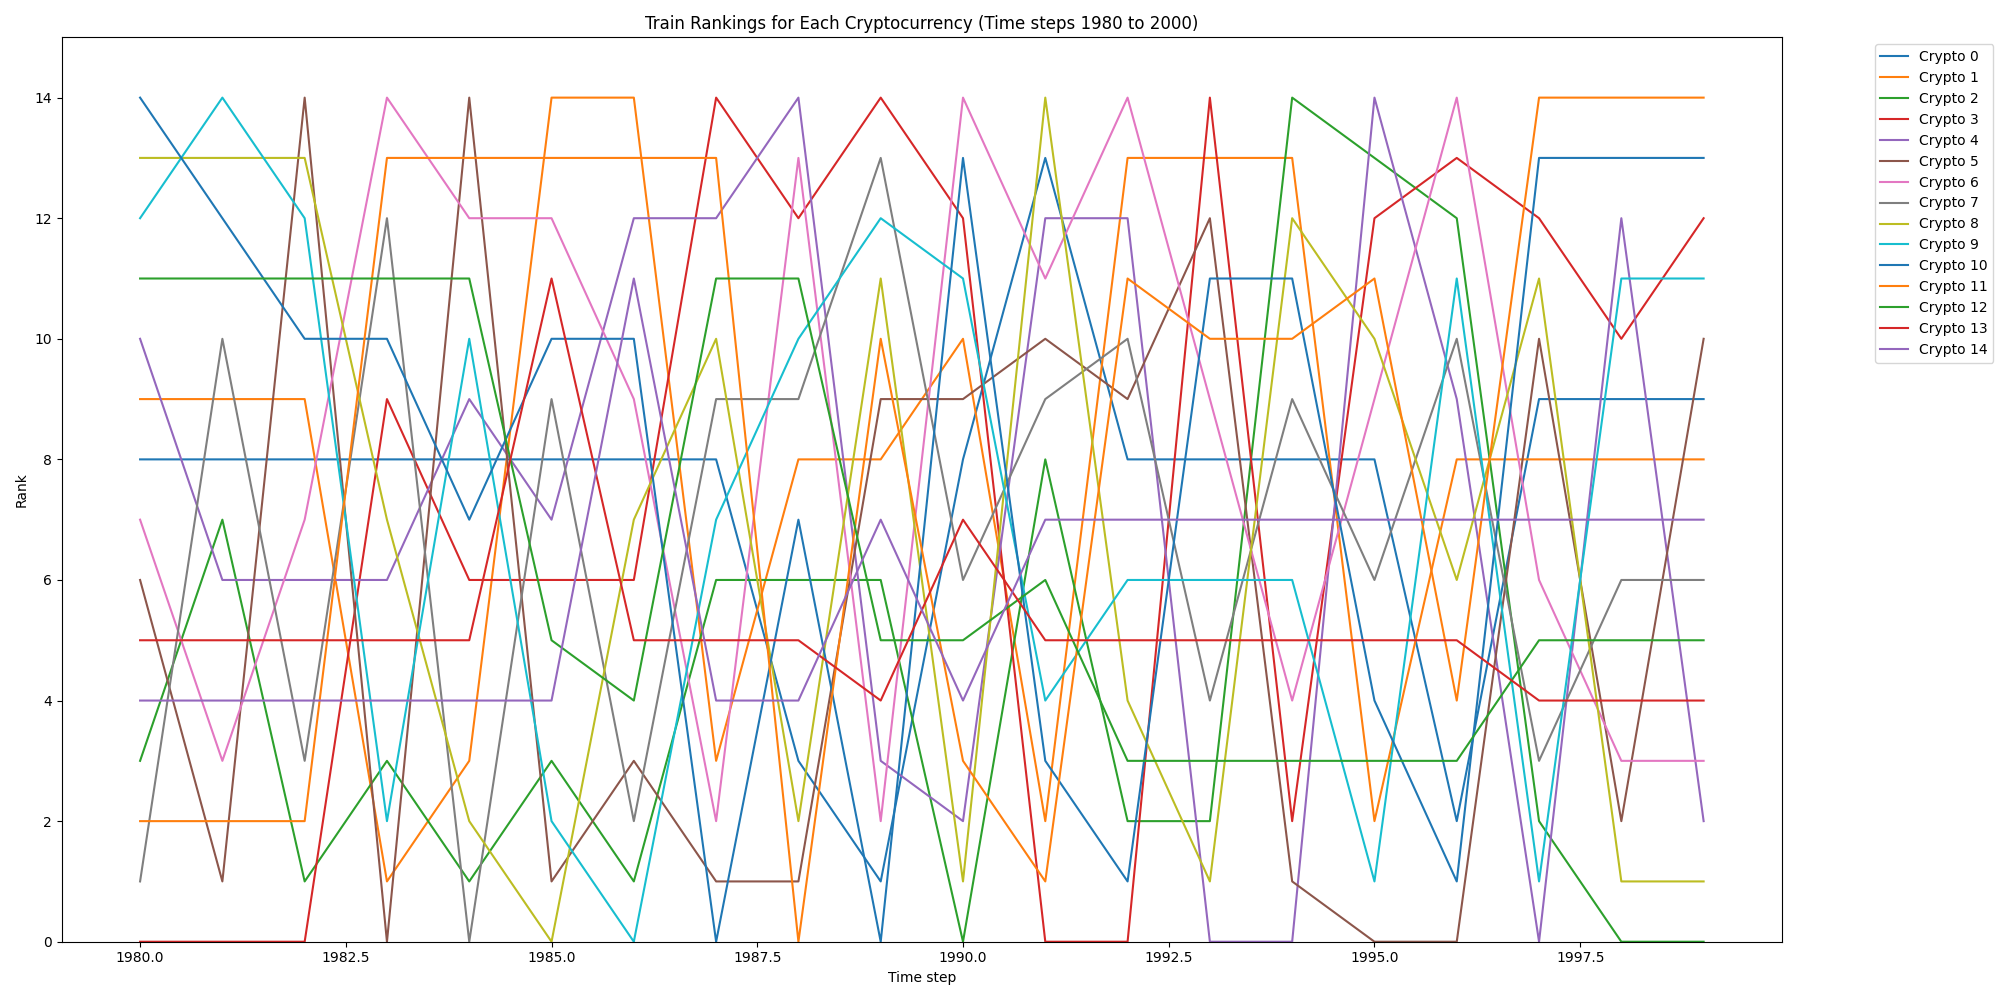 Train Rankings for Each Cryptocurrency (Time steps 1980 to 2000)
Rank
14
12
10
8
6
4
2
0
1980.0 1982.5 1985.0 1987.5 1990.0 1992.5 1995.0 1997.5
Time step
Crypto 0
Crypto 1
Crypto 2
Crypto 3
Crypto 4
Crypto 5
Crypto 6
Crypto 7
Crypto 8
Crypto 9
Crypto 10
Crypto 11
Crypto 12
Crypto 13
Crypto 14